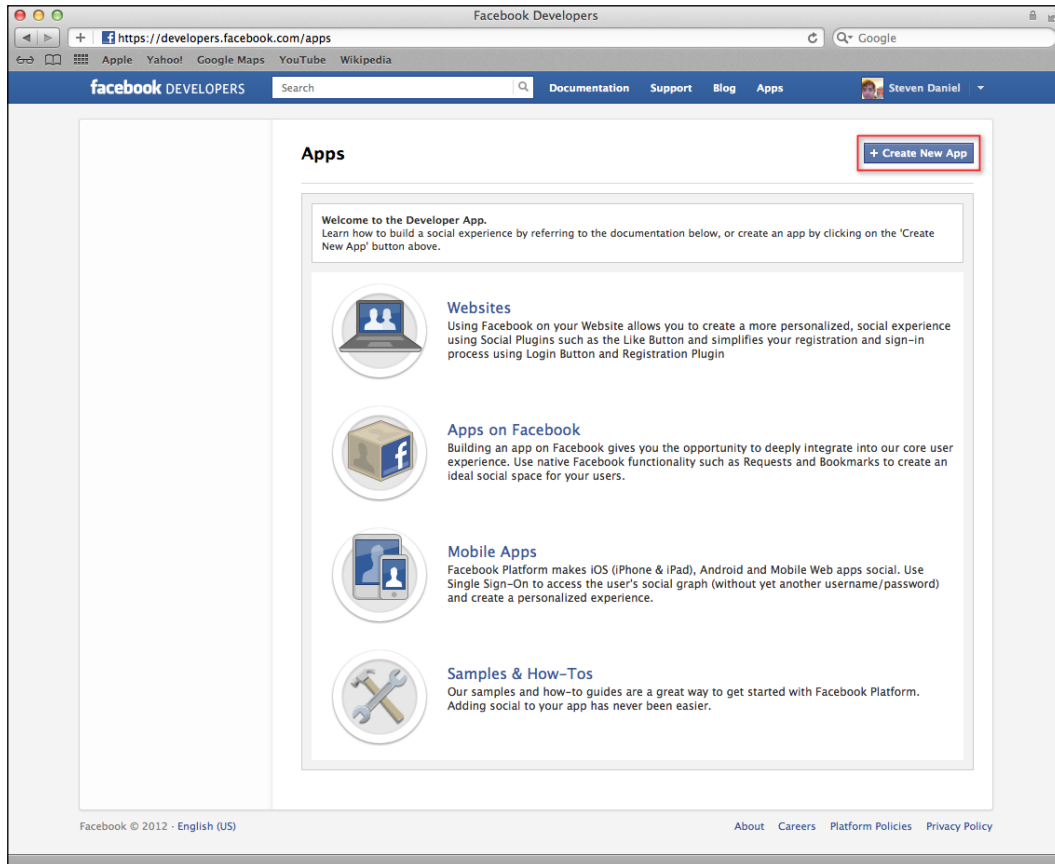 Facebook Developers
https://developers.facebook.com/apps
Google
Apple Yahoo! Google Maps YouTube Wikipedia
facebook DEVELOPERS Search Documentation Support Blog Apps Steven Daniel
Apps
+ Create New App
Welcome to the Developer App.
Learn how to build a social experience by referring to the documentation below, or create an app by clicking on the 'Create
New App' button above.
Websites
Using Facebook on your Website allows you to create a more personalized, social experience
using Social Plugins such as the Like Button and simplifies your registration and sign-in
process using Login Button and Registration Plugin
Apps on Facebook
Building an app on Facebook gives you the opportunity to deeply integrate into our core user
experience. Use native Facebook functionality such as Requests and Bookmarks to create an
ideal social space for your users.
Mobile Apps
Facebook Platform makes iOS (iPhone & iPad), Android and Mobile Web apps social. Use
Single Sign-On to access the user's social graph (without yet another username/password)
and create a personalized experience.
Samples & How-Tos
Our samples and how-to guides are a great way to get started with Facebook Platform.
Adding social to your app has never been easier.
Facebook © 2012 · English (US) About Careers Platform Policies Privacy Policy